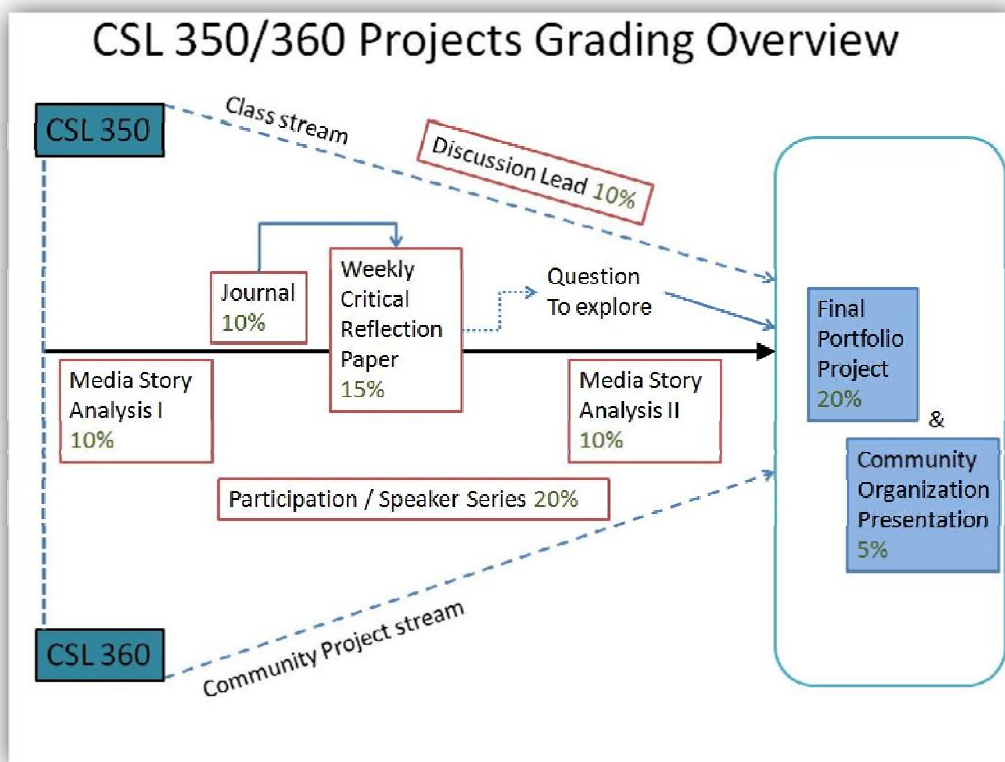 CSL 350/360 Projects Grading Overview
CSL 350
Class stream
Discussion Lead 10%
Journal
10%
Weekly
Critical
Reflection
Paper
15%
Question
To explore
Media Story
Analysis I
10%
Media Story
Analysis II
10%
Participation / Speaker Series 20%
Final
Portfolio
Project
20%
&
Community
Organization
Presentation
5%
CSL 360
Community Project stream